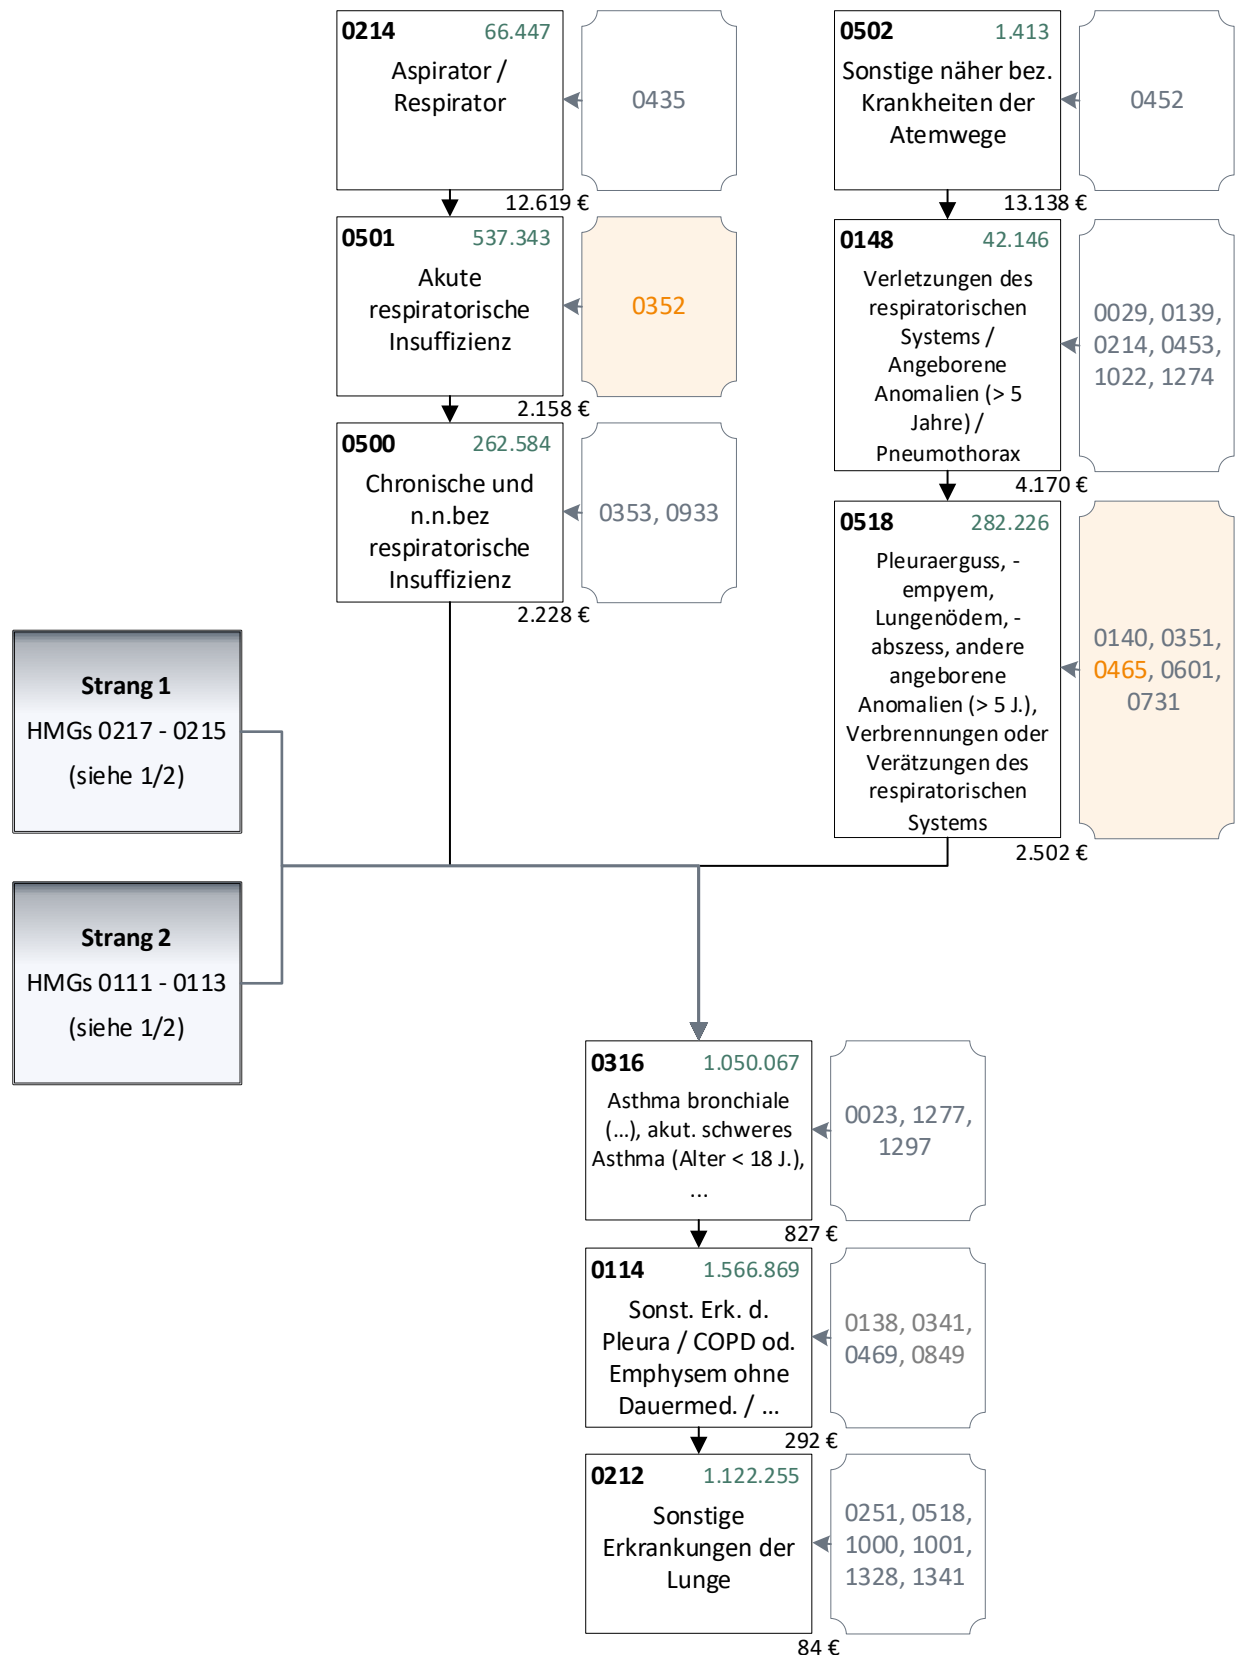 0214 66.447
Aspirator /
Respirator
0435
12.619 €
0501 537.343
Akute
respiratorische
Insuffizienz
0352
2.158 €
0500 262.584
Chronische und
n.n.bez
respiratorische
Insuffizienz
0353, 0933
2.228 €
0502 1.413
Sonstige näher bez.
Krankheiten der
Atemwege
0452
13.138 €
0148 42.146
Verletzungen des
respiratorischen
Systems /
Angeborene
Anomalien (> 5
Jahre) /
Pneumothorax
0029, 0139,
0214, 0453,
1022, 1274
4.170 €
0518 282.226
Pleuraerguss, -
empyem,
Lungenödem, -
abszess, andere
angeborene
Anomalien (> 5 J.),
Verbrennungen oder
Verätzungen des
respiratorischen
Systems
0140, 0351,
0465, 0601,
0731
2.502 €
Strang 1
HMGs 0217 - 0215
(siehe 1/2)
Strang 2
HMGs 0111 - 0113
(siehe 1/2)
0316 1.050.067
Asthma bronchiale
(...), akut. schweres
Asthma (Alter < 18 J.),
...
0023, 1277,
1297
827 €
0114 1.566.869
Sonst. Erk. d.
Pleura / COPD od.
Emphysem ohne
Dauermed. / ...
0138, 0341,
0469, 0849
292 €
0212 1.122.255
Sonstige
Erkrankungen der
Lunge
0251, 0518,
1000, 1001,
1328, 1341
84 €